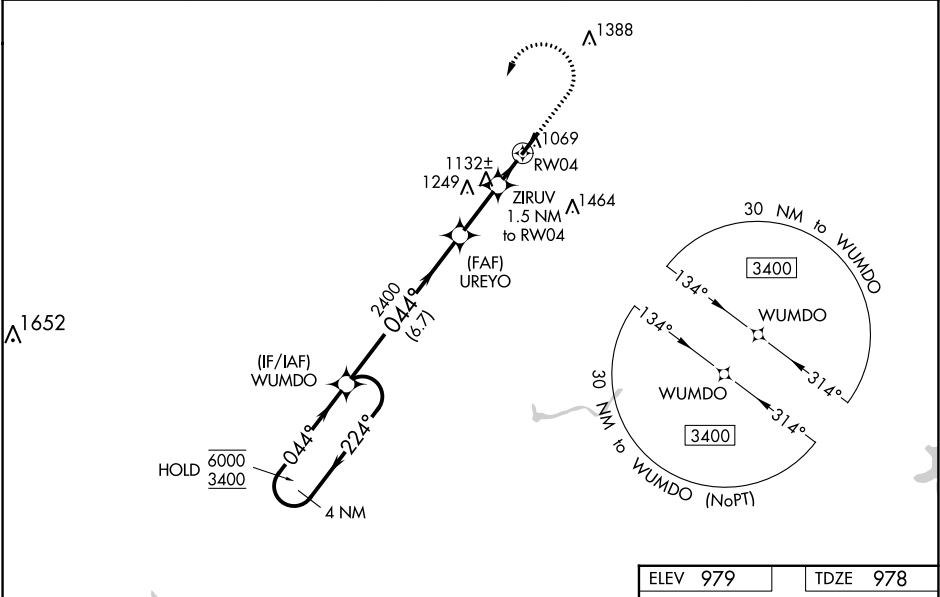 1388
1069
RW04
1132±
1249
ZIRUV
1.5 NM
to RW04
1464
(FAF)
UREYO
2400
044°
(6.7)
1652
(IF/IAF)
WUMDO
044°
224°
HOLD
6000
3400
4 NM
30 NM to WUMDO
3400
134°
WUMDO
314°
134°
WUMDO
314°
3400
30 NM to WUMDO (NoPT)
ELEV 979
TDZE 978